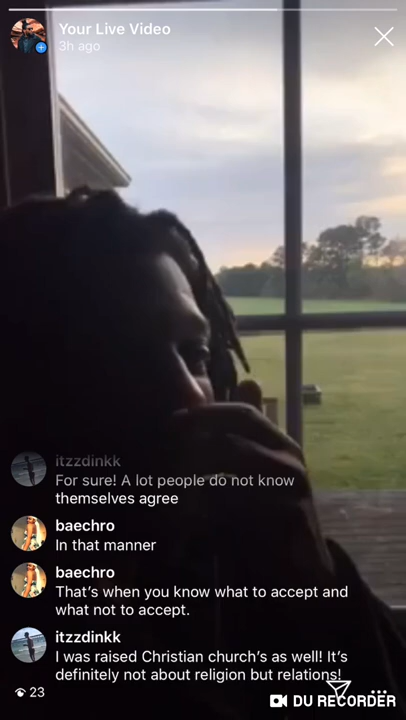 Your Live Video
3h ago
itzzdinkk
For sure! A lot people do not know
themselves agree
baechro
In that manner
baechro
That's when you know what to accept and
what not to accept.
itzzdinkk
I was raised Christian church's as well! It's
definitely not about religion but relations!
23
DU RECORDER